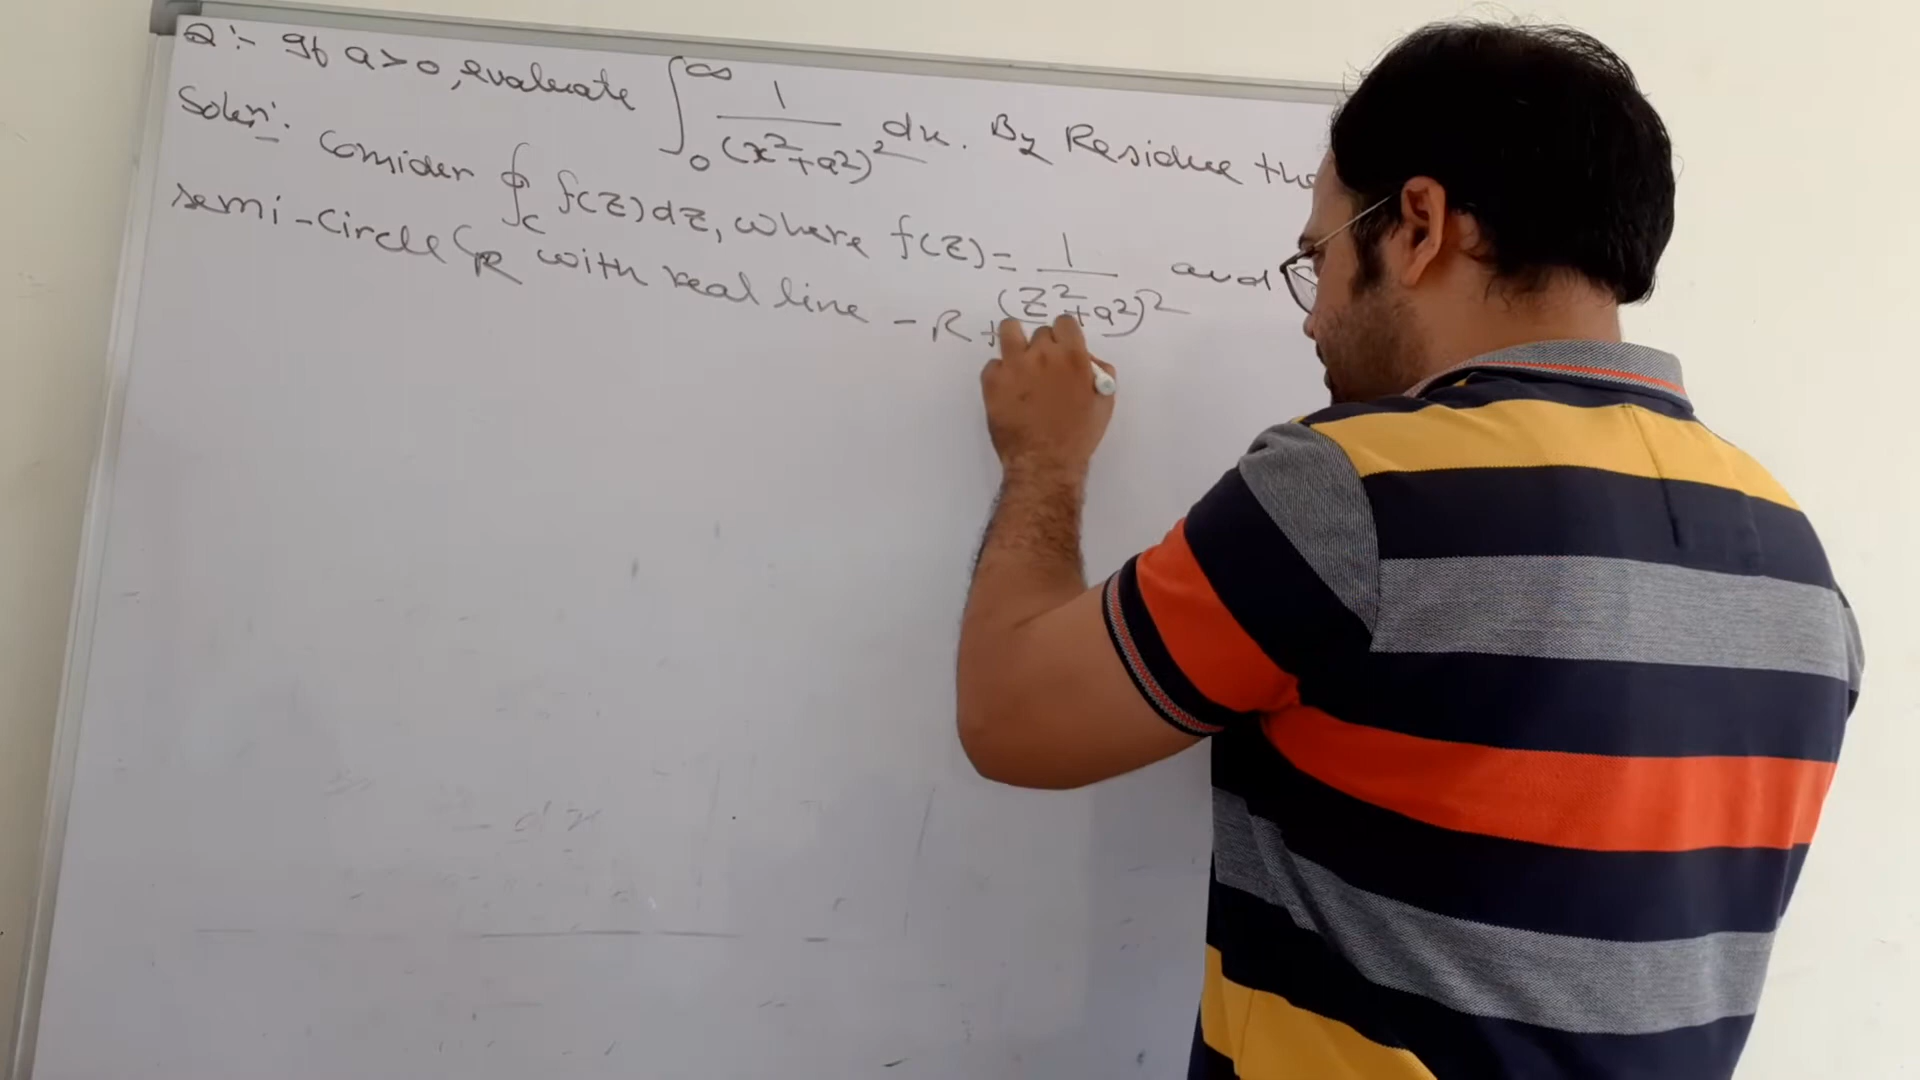 Q:- If a>0, evaluate ∫₀^∞ 1/(x²+a²)² dx. By Residue the
Soln:- Consider ∮_C f(z)dz, where f(z) = 1/(z²+a²)² and
semi-circle C_R with real line -R t